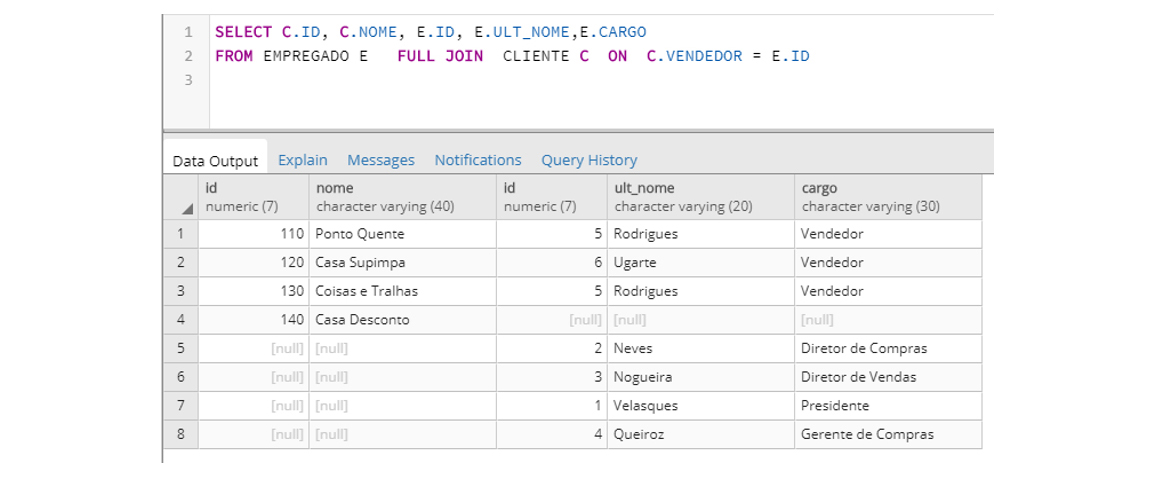 1 SELECT C.ID, C.NOME, E.ID, E.ULT_NOME,E.CARGO
2 FROM EMPREGADO E FULL JOIN CLIENTE C ON C.VENDEDOR = E.ID
3
Data Output Explain Messages Notifications Query History
id nome id ult_nome cargo
numeric (7) character varying (40) numeric (7) character varying (20) character varying (30)
1 110 Ponto Quente 5 Rodrigues Vendedor
2 120 Casa Supimpa 6 Ugarte Vendedor
3 130 Coisas e Tralhas 5 Rodrigues Vendedor
4 140 Casa Desconto [null] [null] [null]
5 [null] [null] 2 Neves Diretor de Compras
6 [null] [null] 3 Nogueira Diretor de Vendas
7 [null] [null] 1 Velasques Presidente
8 [null] [null] 4 Queiroz Gerente de Compras